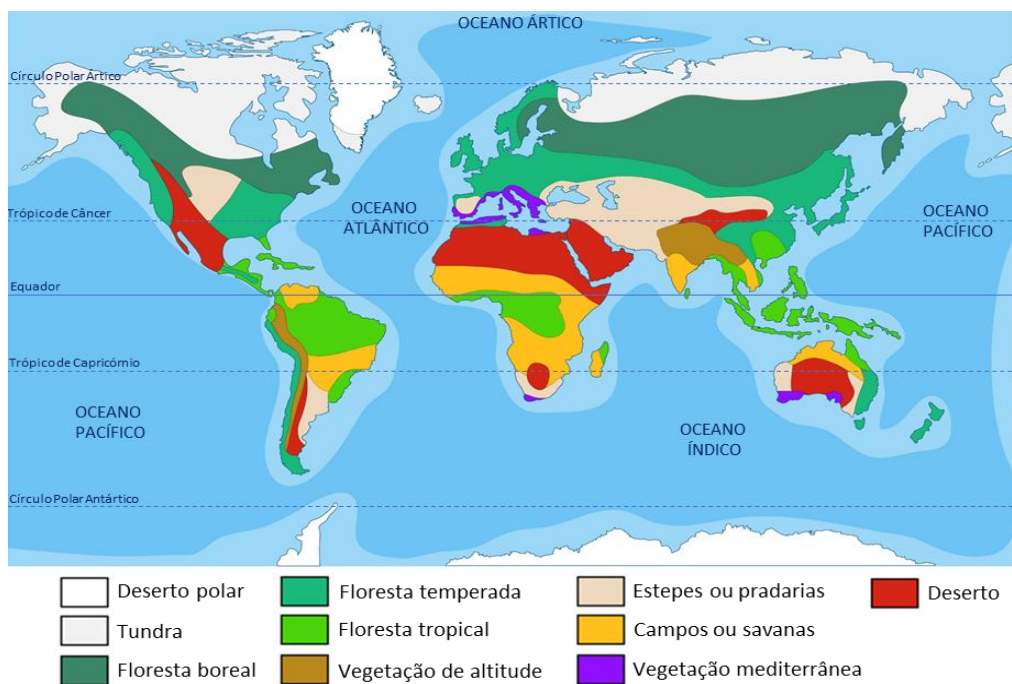 OCEANO ÁRTICO
Círculo Polar Ártico
Trópico de Câncer
OCEANO
ATLÂNTICO
OCEANO
PACÍFICO
Equador
Trópico de Capricórnio
OCEANO
PACÍFICO
OCEANO
ÍNDICO
Círculo Polar Antártico
Deserto polar
Floresta temperada
Estepes ou pradarias
Deserto
Tundra
Floresta tropical
Campos ou savanas
Floresta boreal
Vegetação de altitude
Vegetação mediterrânea